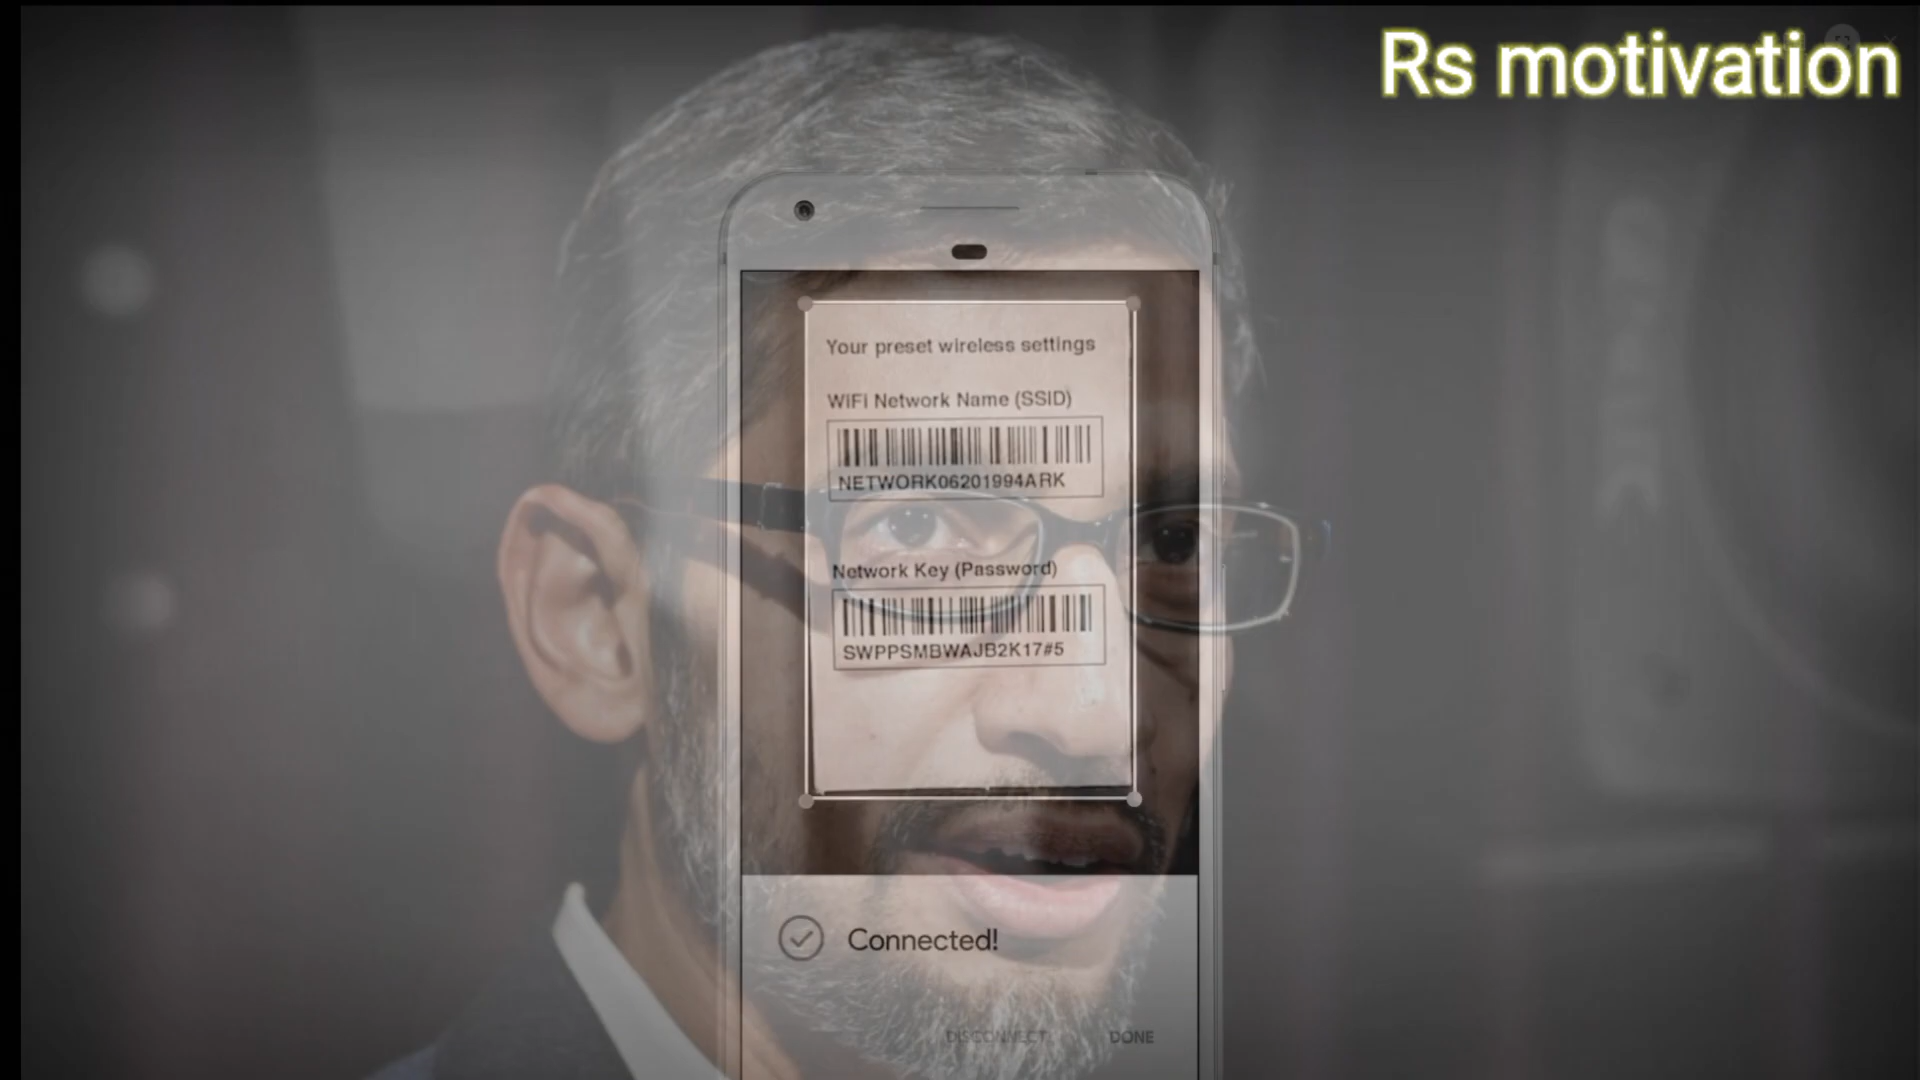 Rs motivation
Your preset wireless settings
WiFi Network Name (SSID)
NETWORK06201994ARK
Network Key (Password)
SWPPSMBWAJB2K17#5
Connected!
DISCONNECT
DONE